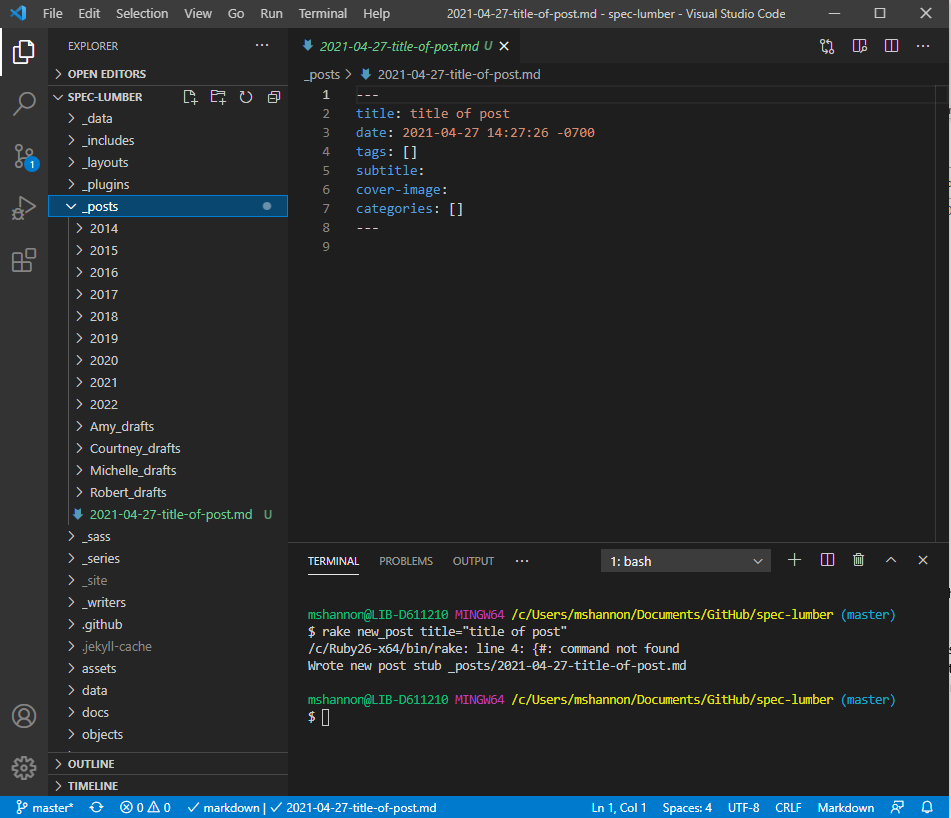 File Edit Selection View Go Run Terminal Help 2021-04-27-title-of-post.md - spec-lumber - Visual Studio Code
EXPLORER
OPEN EDITORS
SPEC-LUMBER
_data
_includes
_layouts
_plugins
_posts
2014
2015
2016
2017
2018
2019
2020
2021
2022
Amy_drafts
Courtney_drafts
Michelle_drafts
Robert_drafts
2021-04-27-title-of-post.md U
_sass
_series
_site
_writers
.github
.jekyll-cache
assets
data
docs
objects
OUTLINE
TIMELINE
1
2021-04-27-title-of-post.md U
_posts > 2021-04-27-title-of-post.md
1 ---
2 title: title of post
3 date: 2021-04-27 14:27:26 -0700
4 tags: []
5 subtitle:
6 cover-image:
7 categories: []
8 ---
9
TERMINAL PROBLEMS OUTPUT ... 1: bash
mshannon@LIB-D611210 MINGW64 /c/Users/mshannon/Documents/GitHub/spec-lumber (master)
$ rake new_post title="title of post"
/c/Ruby26-x64/bin/rake: line 4: {#: command not found
Wrote new post stub _posts/2021-04-27-title-of-post.md
mshannon@LIB-D611210 MINGW64 /c/Users/mshannon/Documents/GitHub/spec-lumber (master)
$
master* 0 0 markdown | 2021-04-27-title-of-post.md Ln 1, Col 1 Spaces: 4 UTF-8 CRLF Markdown